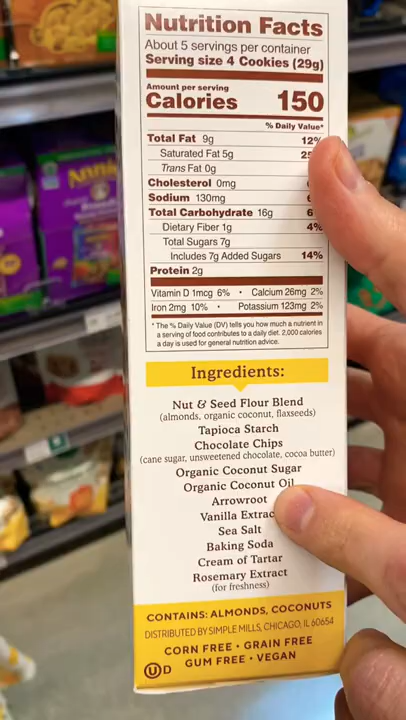 Nutrition Facts
About 5 servings per container
Serving size 4 Cookies (29g)
Amount per serving
Calories 150
% Daily Value*
Total Fat 9g 12%
Saturated Fat 5g
Trans Fat 0g
Cholesterol 0mg
Sodium 130mg
Total Carbohydrate 16g
Dietary Fiber 1g 4%
Total Sugars 7g
Includes 7g Added Sugars 14%
Protein 2g
Vitamin D 1mcg 6% • Calcium 26mg 2%
Iron 2mg 10% • Potassium 123mg 2%
* The % Daily Value (DV) tells you how much a nutrient in
a serving of food contributes to a daily diet. 2,000 calories
a day is used for general nutrition advice.
Ingredients:
Nut & Seed Flour Blend
(almonds, organic coconut, flaxseeds)
Tapioca Starch
Chocolate Chips
(cane sugar, unsweetened chocolate, cocoa butter)
Organic Coconut Sugar
Organic Coconut Oil
Arrowroot
Vanilla
Sea Salt
Baking Soda
Cream of Tartar
Rosemary Extract
(for freshness)
CONTAINS: ALMONDS, COCONUTS
DISTRIBUTED BY SIMPLE MILLS, CHICAGO, IL 60654
CORN FREE • GRAIN FREE
GUM FREE • VEGAN
U D
Annie's